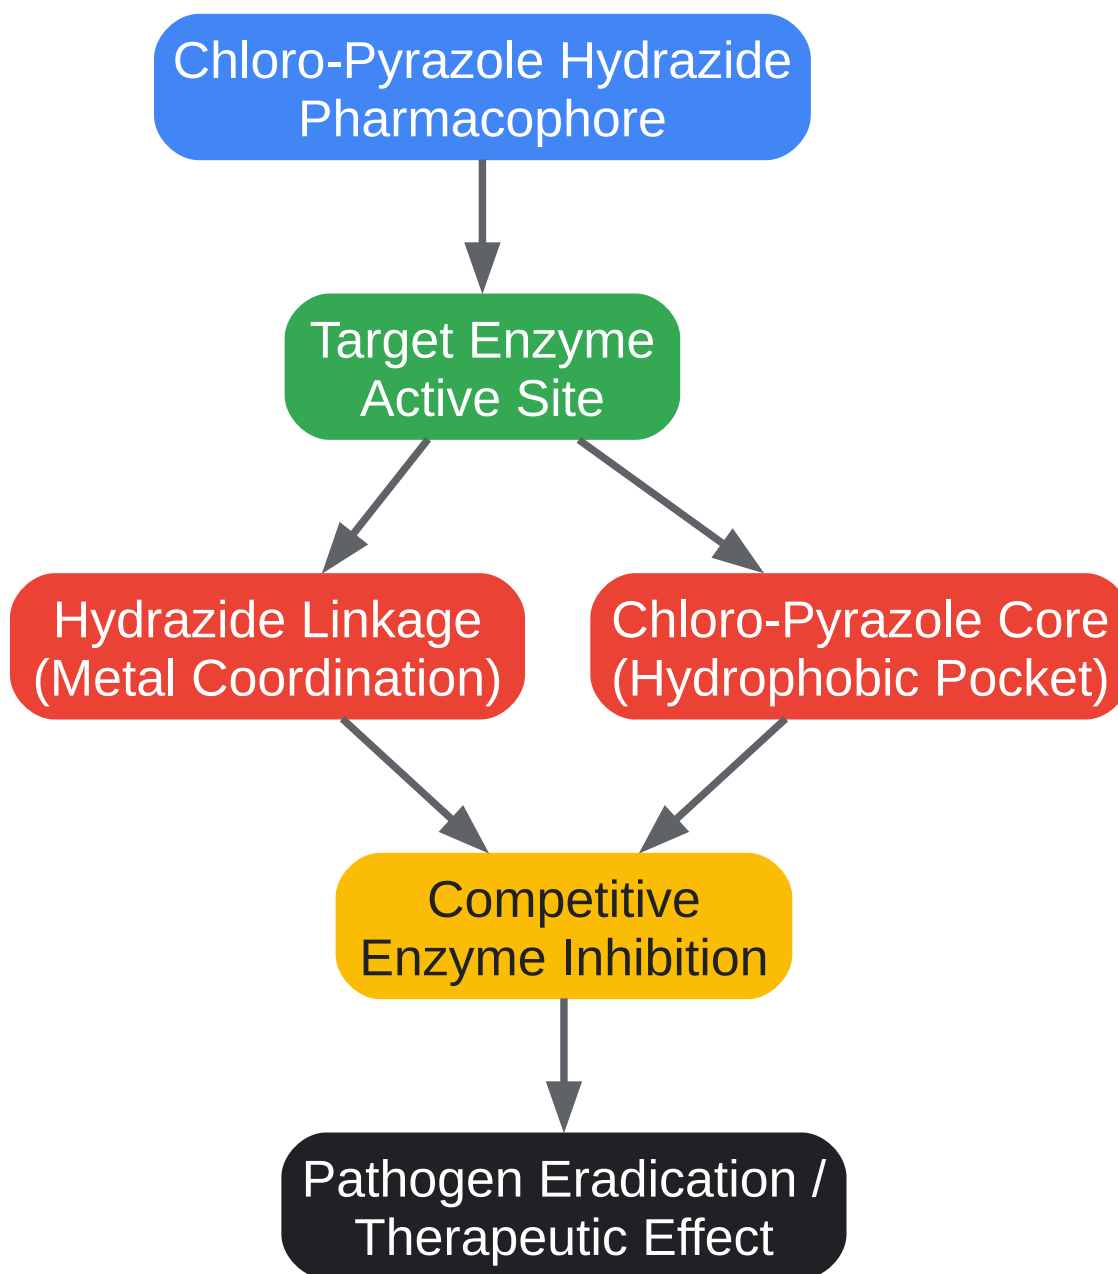 Chloro-Pyrazole Hydrazide
Pharmacophore
Target Enzyme
Active Site
Hydrazide Linkage
(Metal Coordination)
Chloro-Pyrazole Core
(Hydrophobic Pocket)
Competitive
Enzyme Inhibition
Pathogen Eradication /
Therapeutic Effect